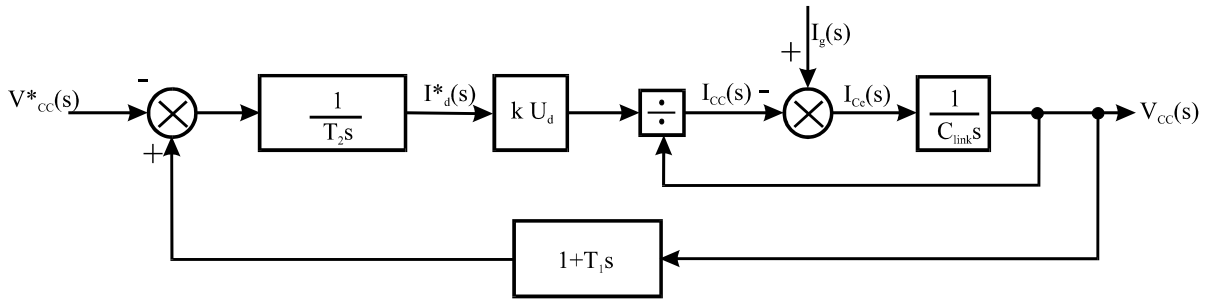 V*CC(s)
-
+
1
T2s
I*d(s)
k Ud
÷
ICC(s)
-
+
Ig(s)
ICe(s)
1
Clinks
VCC(s)
1+T1s